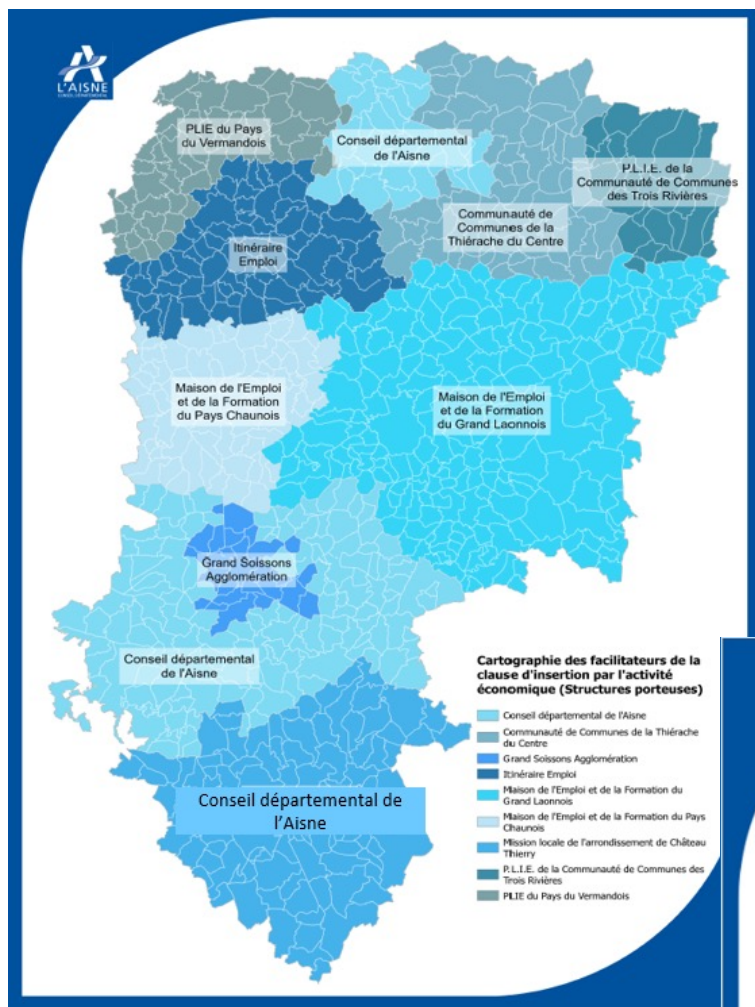 L'AISNE
CONSEIL DÉPARTEMENTAL
PLIE du Pays
du Vermandois
Conseil départemental
de l'Aisne
P.L.I.E. de la
Communauté de Communes
des Trois Rivières
Communauté de
Communes de la
Thiérache du Centre
Itinéraire
Emploi
Maison de l'Emploi
et de la Formation
du Pays Chaunois
Maison de l'Emploi
et de la Formation
du Grand Laonnois
Grand Soissons
Agglomération
Conseil départemental
de l'Aisne
Conseil départemental de
l'Aisne
Cartographie des facilitateurs de la
clause d'insertion par l'activité
économique (Structures porteuses)
Conseil départemental de l'Aisne
Communauté de Communes de la Thiérache
du Centre
Grand Soissons Agglomération
Itinéraire Emploi
Maison de l'Emploi et de la Formation du
Grand Laonnois
Maison de l'Emploi et de la Formation du Pays
Chaunois
Mission locale de l'arrondissement de Château
Thierry
P.L.I.E. de la Communauté de Communes des
Trois Rivières
PLIE du Pays du Vermandois